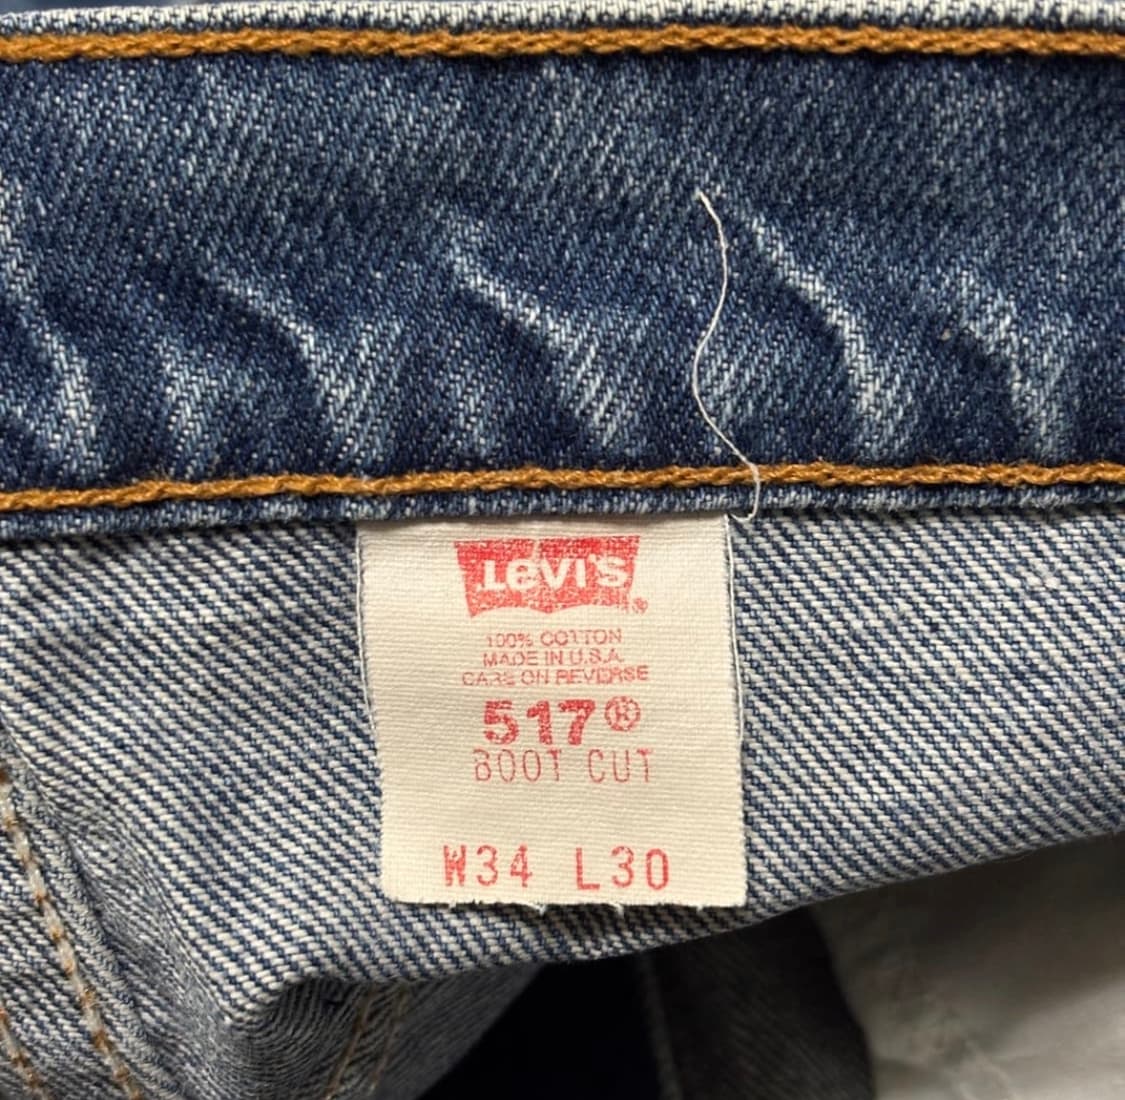 LEVI'S®
100% COTTON
MADE IN U.S.A.
CARE ON REVERSE
517®
BOOT CUT
W34 L30